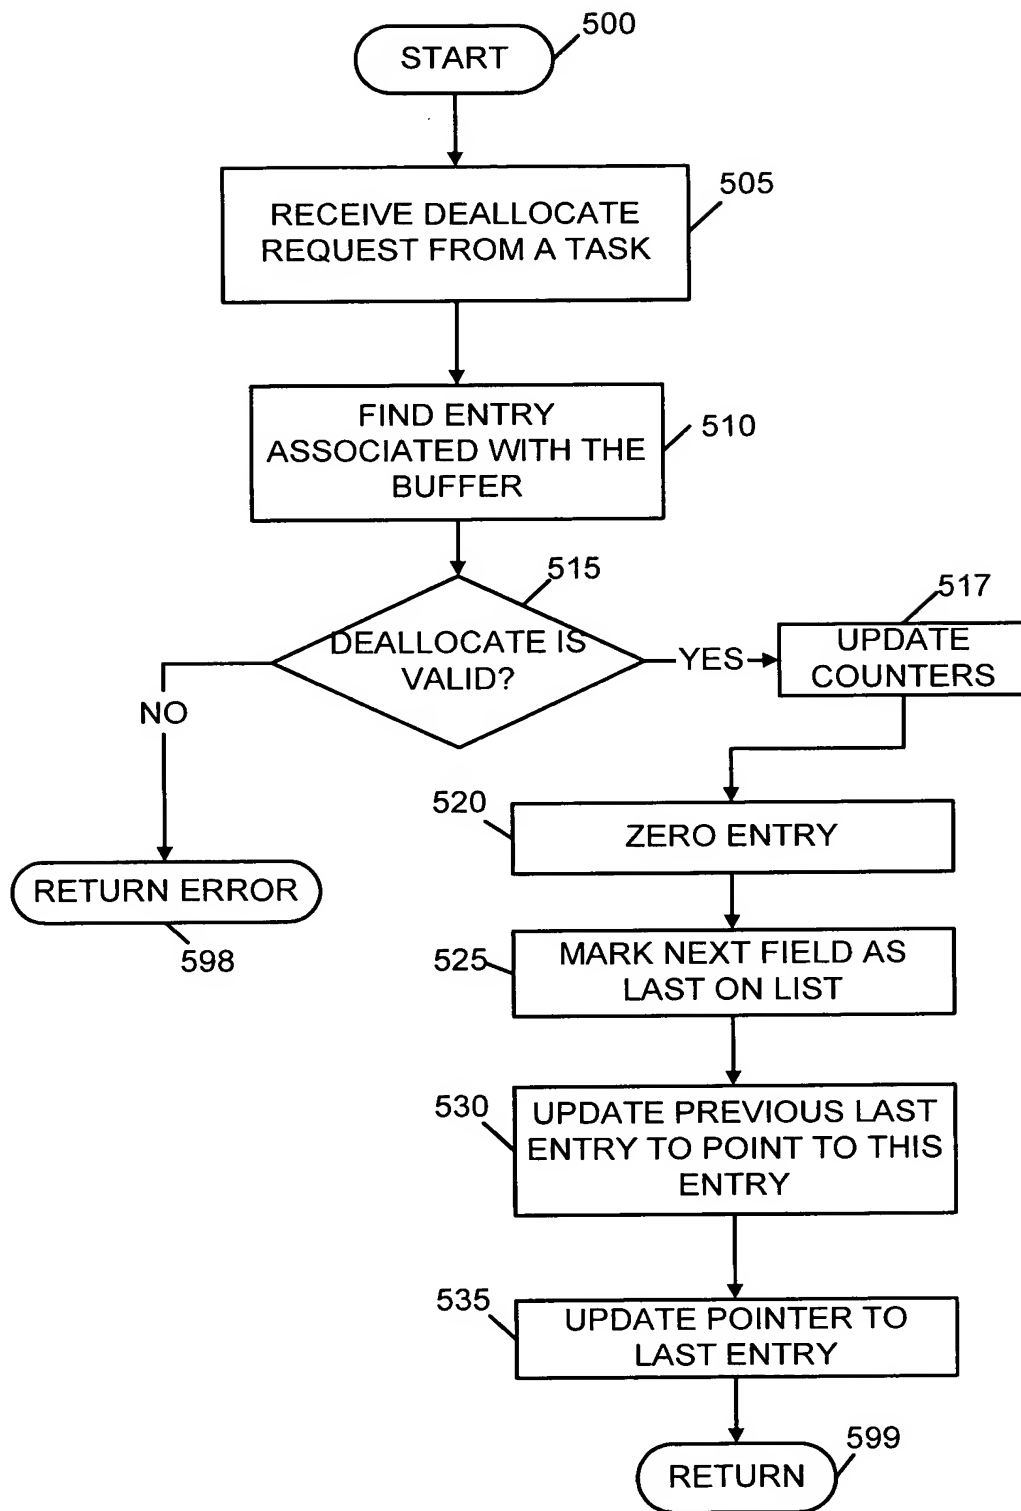 500
START
505
RECEIVE DEALLOCATE
REQUEST FROM A TASK
FIND ENTRY
ASSOCIATED WITH THE
BUFFER
510
515
DEALLOCATE IS
VALID?
YES
517
UPDATE
COUNTERS
NO
RETURN ERROR
598
520
ZERO ENTRY
525
MARK NEXT FIELD AS
LAST ON LIST
530
UPDATE PREVIOUS LAST
ENTRY TO POINT TO THIS
ENTRY
535
UPDATE POINTER TO
LAST ENTRY
599
RETURN